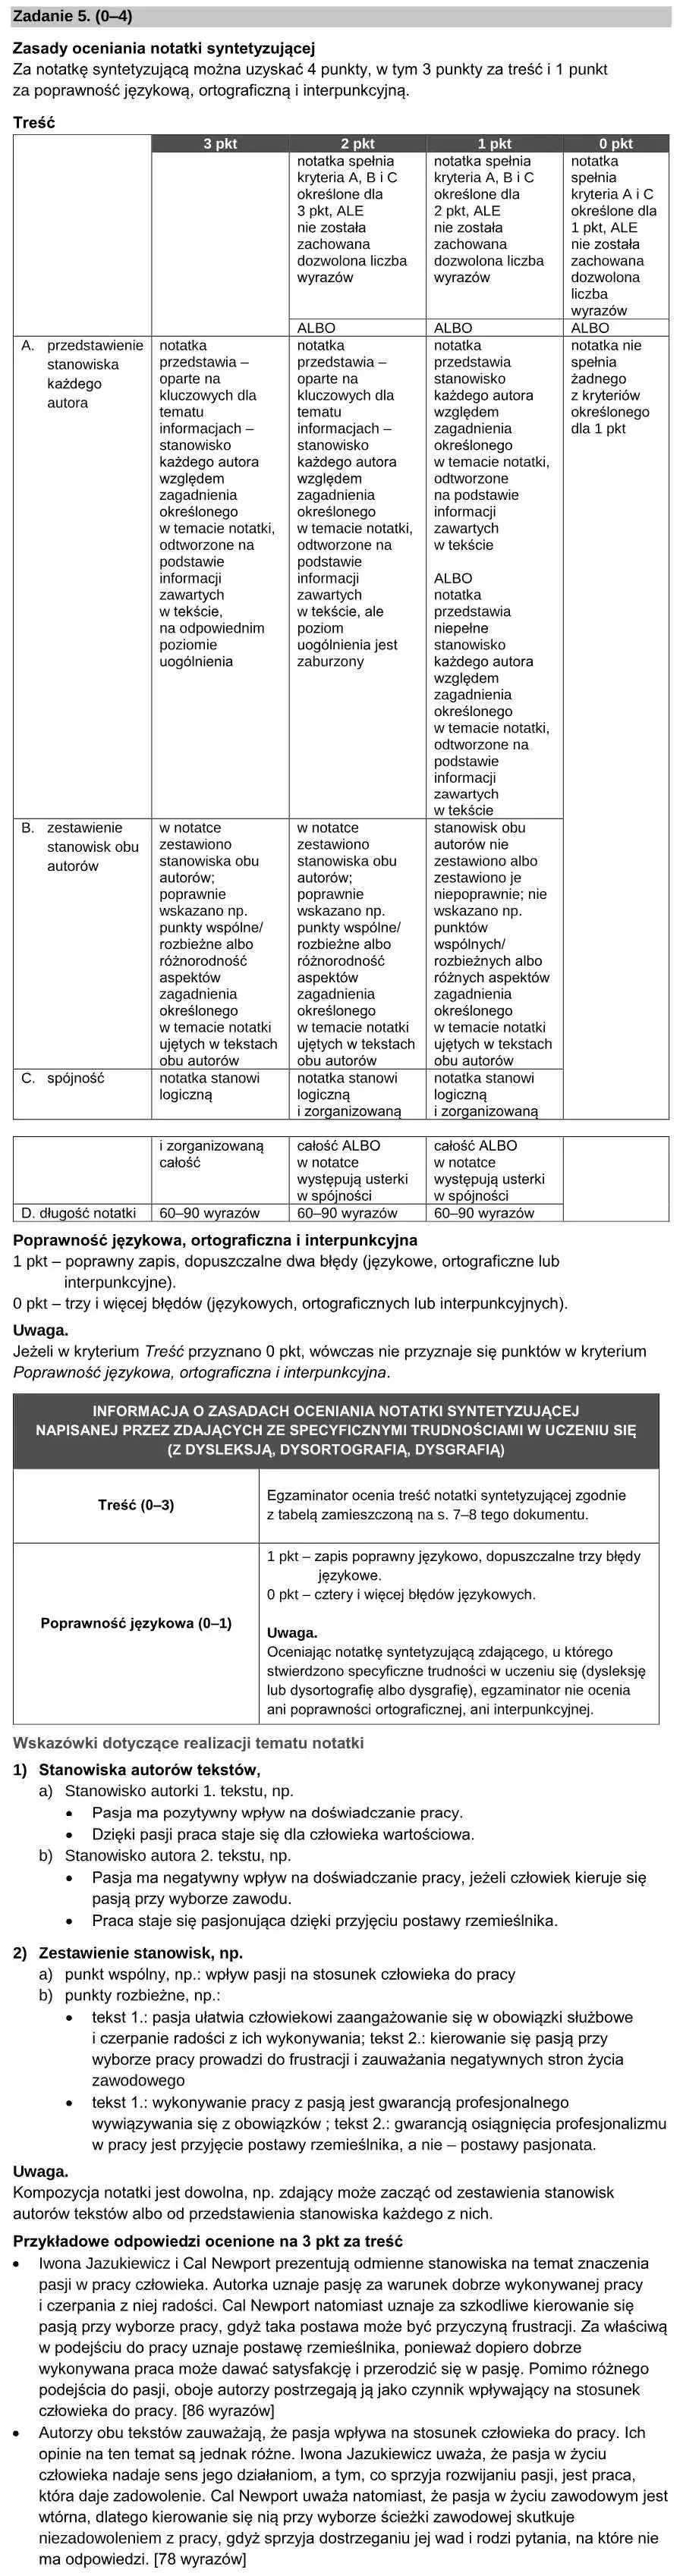 Zadanie 5. (0–4)
Zasady oceniania notatki syntetyzującej
Za notatkę syntetyzującą można uzyskać 4 punkty, w tym 3 punkty za treść i 1 punkt
za poprawność językową, ortograficzną i interpunkcyjną.
Treść
3 pkt
2 pkt
1 pkt
0 pkt
notatka spełnia
kryteria A, B i C
określone dla
3 pkt, ALE
nie została
zachowana
dozwolona liczba
wyrazów
notatka spełnia
kryteria A, B i C
określone dla
2 pkt, ALE
nie została
zachowana
dozwolona liczba
wyrazów
notatka
spełnia
kryteria A i C
określone dla
1 pkt, ALE
nie została
zachowana
dozwolona
liczba
wyrazów
ALBO
ALBO
ALBO
A. przedstawienie
stanowiska
każdego
autora
notatka
przedstawia –
oparte na
kluczowych dla
tematu
informacjach –
stanowisko
każdego autora
względem
zagadnienia
określonego
w temacie notatki,
odtworzone na
podstawie
informacji
zawartych
w tekście,
na odpowiednim
poziomie
uogólnienia
notatka
przedstawia –
oparte na
kluczowych dla
tematu
informacjach –
stanowisko
każdego autora
względem
zagadnienia
określonego
w temacie notatki,
odtworzone na
podstawie
informacji
zawartych
w tekście, ale
poziom
uogólnienia jest
zaburzony
notatka
przedstawia
stanowisko
każdego autora
względem
zagadnienia
określonego
w temacie notatki,
odtworzone
na podstawie
informacji
zawartych
w tekście
ALBO
notatka
przedstawia
niepełne
stanowisko
każdego autora
względem
zagadnienia
określonego
w temacie notatki,
odtworzone na
podstawie
informacji
zawartych
w tekście
notatka nie
spełnia
żadnego
z kryteriów
określonego
dla 1 pkt
B. zestawienie
stanowisk obu
autorów
w notatce
zestawiono
stanowiska obu
autorów;
poprawnie
wskazano np.
punkty wspólne/
rozbieżne albo
różnorodność
aspektów
zagadnienia
określonego
w temacie notatki
ujętych w tekstach
obu autorów
w notatce
zestawiono
stanowiska obu
autorów;
poprawnie
wskazano np.
punkty wspólne/
rozbieżne albo
różnorodność
aspektów
zagadnienia
określonego
w temacie notatki
ujętych w tekstach
obu autorów
stanowisk obu
autorów nie
zestawiono albo
zestawiono je
niepoprawnie; nie
wskazano np.
punktów
wspólnych/
rozbieżnych albo
różnych aspektów
zagadnienia
określonego
w temacie notatki
ujętych w tekstach
obu autorów
C. spójność
notatka stanowi
logiczną
notatka stanowi
logiczną
i zorganizowaną
notatka stanowi
logiczną
i zorganizowaną
i zorganizowaną
całość
całość ALBO
w notatce
występują usterki
w spójności
całość ALBO
w notatce
występują usterki
w spójności
D. długość notatki
60–90 wyrazów
60–90 wyrazów
60–90 wyrazów
Poprawność językowa, ortograficzna i interpunkcyjna
1 pkt – poprawny zapis, dopuszczalne dwa błędy (językowe, ortograficzne lub
interpunkcyjne).
0 pkt – trzy i więcej błędów (językowych, ortograficznych lub interpunkcyjnych).
Uwaga.
Jeżeli w kryterium Treść przyznano 0 pkt, wówczas nie przyznaje się punktów w kryterium
Poprawność językowa, ortograficzna i interpunkcyjna.
INFORMACJA O ZASADACH OCENIANIA NOTATKI SYNTETYZUJĄCEJ
NAPISANEJ PRZEZ ZDAJĄCYCH ZE SPECYFICZNYMI TRUDNOŚCIAMI W UCZENIU SIĘ
(Z DYSLEKSJĄ, DYSORTOGRAFIĄ, DYSGRAFIĄ)
Treść (0–3)
Egzaminator ocenia treść notatki syntetyzującej zgodnie
z tabelą zamieszczoną na s. 7–8 tego dokumentu.
Poprawność językowa (0–1)
1 pkt – zapis poprawny językowo, dopuszczalne trzy błędy
językowe.
0 pkt – cztery i więcej błędów językowych.
Uwaga.
Oceniając notatkę syntetyzującą zdającego, u którego
stwierdzono specyficzne trudności w uczeniu się (dysleksję
lub dysortografię albo dysgrafię), egzaminator nie ocenia
ani poprawności ortograficznej, ani interpunkcyjnej.
Wskazówki dotyczące realizacji tematu notatki
1) Stanowiska autorów tekstów,
a) Stanowisko autorki 1. tekstu, np.
• Pasja ma pozytywny wpływ na doświadczanie pracy.
• Dzięki pasji praca staje się dla człowieka wartościowa.
b) Stanowisko autora 2. tekstu, np.
• Pasja ma negatywny wpływ na doświadczanie pracy, jeżeli człowiek kieruje się
pasją przy wyborze zawodu.
• Praca staje się pasjonująca dzięki przyjęciu postawy rzemieślnika.
2) Zestawienie stanowisk, np.
a) punkt wspólny, np.: wpływ pasji na stosunek człowieka do pracy
b) punkty rozbieżne, np.:
• tekst 1.: pasja ułatwia człowiekowi zaangażowanie się w obowiązki służbowe
i czerpanie radości z ich wykonywania; tekst 2.: kierowanie się pasją przy
wyborze pracy prowadzi do frustracji i zauważania negatywnych stron życia
zawodowego
• tekst 1.: wykonywanie pracy z pasją jest gwarancją profesjonalnego
wywiązywania się z obowiązków ; tekst 2.: gwarancją osiągnięcia profesjonalizmu
w pracy jest przyjęcie postawy rzemieślnika, a nie – postawy pasjonata.
Uwaga.
Kompozycja notatki jest dowolna, np. zdający może zacząć od zestawienia stanowisk
autorów tekstów albo od przedstawienia stanowiska każdego z nich.
Przykładowe odpowiedzi ocenione na 3 pkt za treść
• Iwona Jazukiewicz i Cal Newport prezentują odmienne stanowiska na temat znaczenia
pasji w pracy człowieka. Autorka uznaje pasję za warunek dobrze wykonywanej pracy
i czerpania z niej radości. Cal Newport natomiast uznaje za szkodliwe kierowanie się
pasją przy wyborze pracy, gdyż taka postawa może być przyczyną frustracji. Za właściwą
w podejściu do pracy uznaje postawę rzemieślnika, ponieważ dopiero dobrze
wykonywana praca może dawać satysfakcję i przerodzić się w pasję. Pomimo różnego
podejścia do pasji, oboje autorzy postrzegają ją jako czynnik wpływający na stosunek
człowieka do pracy. [86 wyrazów]
• Autorzy obu tekstów zauważają, że pasja wpływa na stosunek człowieka do pracy. Ich
opinie na ten temat są jednak różne. Iwona Jazukiewicz uważa, że pasja w życiu
człowieka nadaje sens jego działaniom, a tym, co sprzyja rozwijaniu pasji, jest praca,
która daje zadowolenie. Cal Newport uważa natomiast, że pasja w życiu zawodowym jest
wtórna, dlatego kierowanie się nią przy wyborze ścieżki zawodowej skutkuje
niezadowoleniem z pracy, gdyż sprzyja dostrzeganiu jej wad i rodzi pytania, na które nie
ma odpowiedzi. [78 wyrazów]